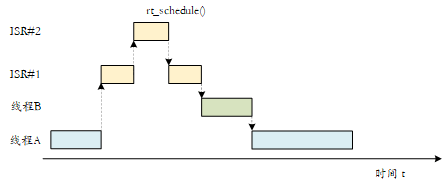 rt_schedule()
ISR#2
ISR#1
线程B
线程A
时间 t